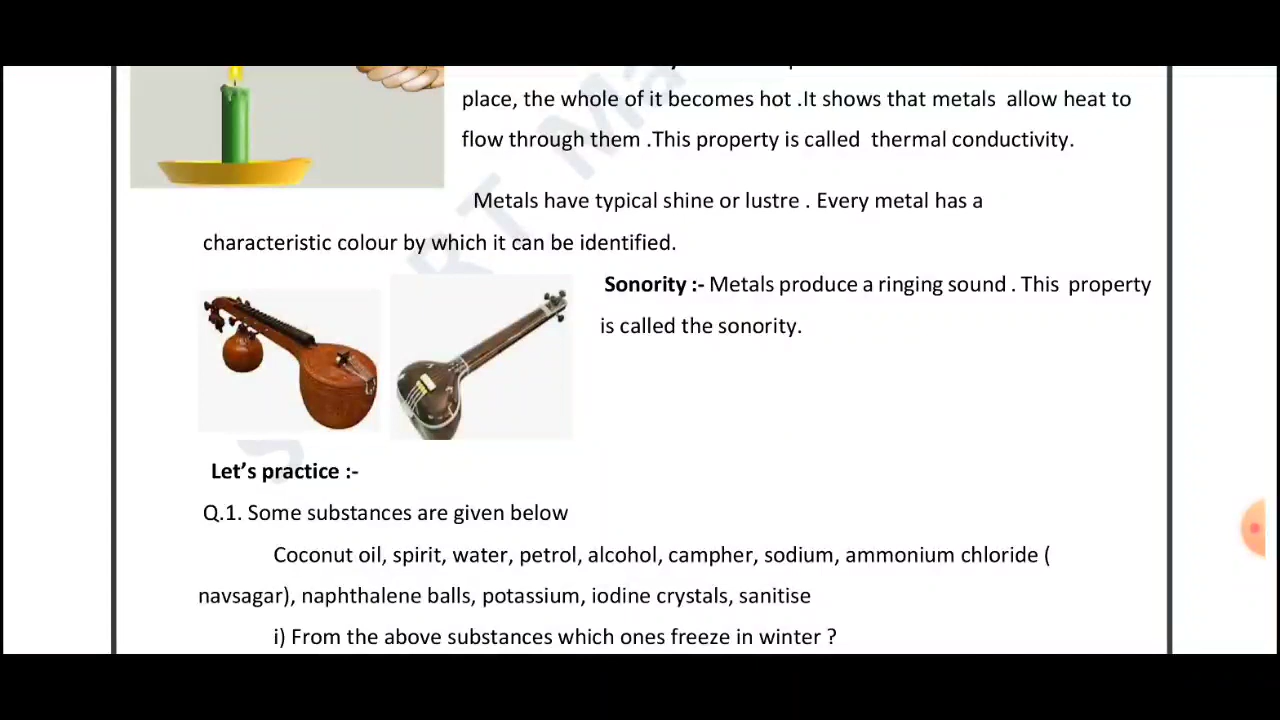 place, the whole of it becomes hot .It shows that metals allow heat to
flow through them .This property is called thermal conductivity.
Metals have typical shine or lustre . Every metal has a
characteristic colour by which it can be identified.
Sonority :- Metals produce a ringing sound . This property
is called the sonority.
Let’s practice :-
Q.1. Some substances are given below
Coconut oil, spirit, water, petrol, alcohol, campher, sodium, ammonium chloride (
navsagar), naphthalene balls, potassium, iodine crystals, sanitise
i) From the above substances which ones freeze in winter ?